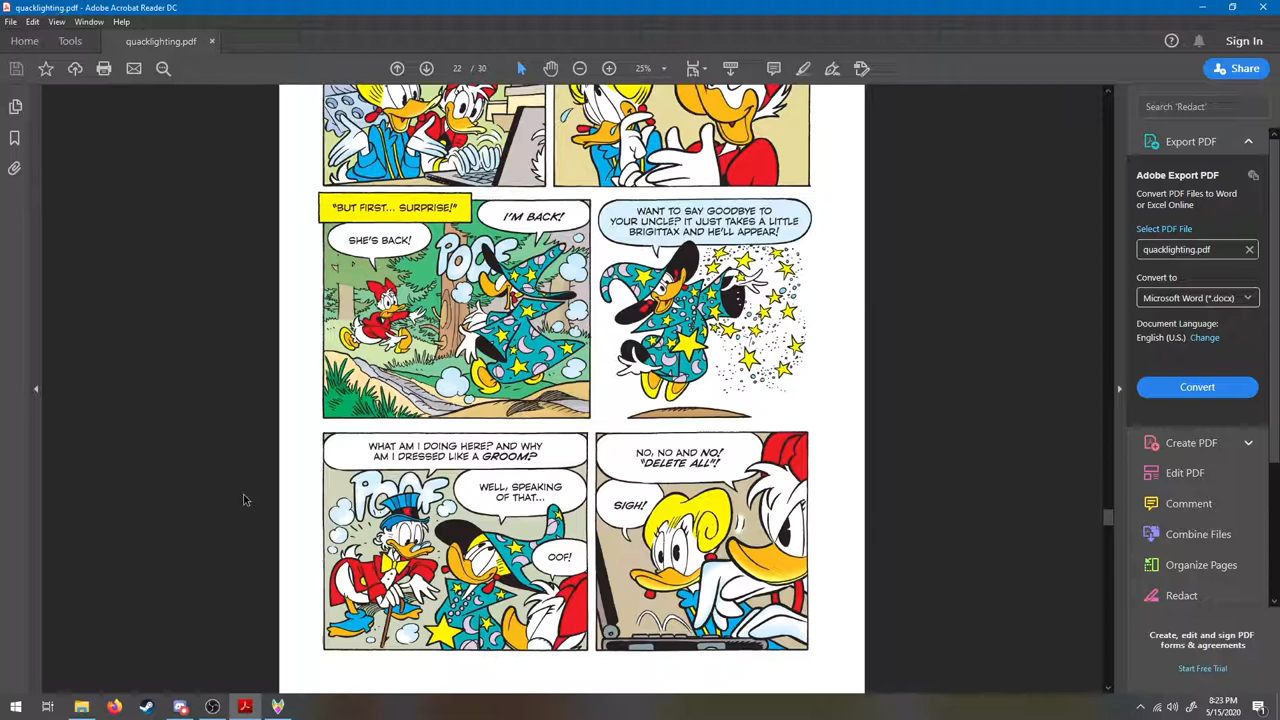 quacklighting.pdf - Adobe Acrobat Reader DC
File Edit View Window Help
Home Tools quacklighting.pdf × Sign In
22 / 30 25% Share
"BUT FIRST... SURPRISE!"
SHE'S BACK!
POOF
I'M BACK!
WANT TO SAY GOODBYE TO
YOUR UNCLE? IT JUST TAKES A LITTLE
BRIGITTAX AND HE'LL APPEAR!
WHAT AM I DOING HERE? AND WHY
AM I DRESSED LIKE A GROOM?
POOF
WELL, SPEAKING
OF THAT...
OOF!
NO, NO AND NO!
"DELETE ALL"!
SIGH!
Search 'Redact'
Export PDF
Adobe Export PDF
Convert PDF Files to Word
or Excel Online
Select PDF File
quacklighting.pdf
Convert to
Microsoft Word (*.docx)
Document Language:
English (U.S.) Change
Convert
Create PDF
Edit PDF
Comment
Combine Files
Organize Pages
Redact
Create, edit and sign PDF
forms & agreements
Start Free Trial
8:23 PM
5/15/2020
1